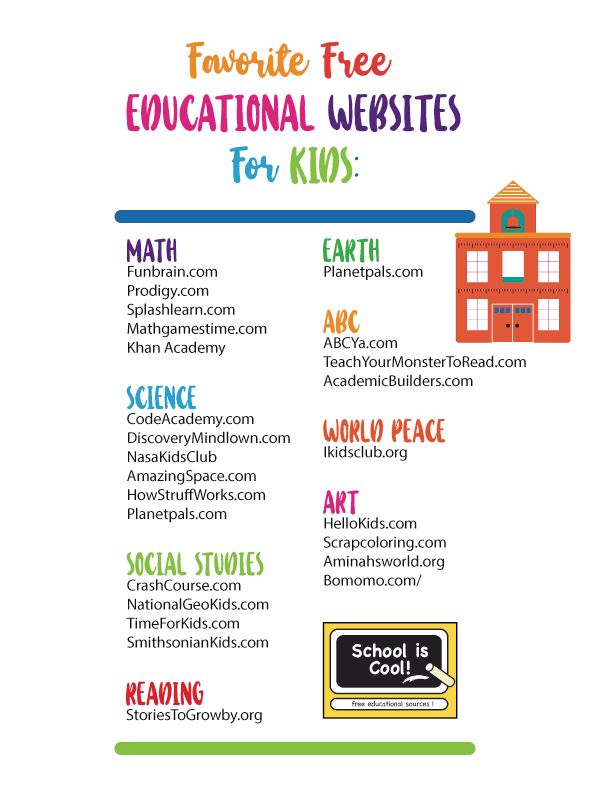 Favorite Free
EDUCATIONAL WEBSITES
For KIDS:
MATH
Funbrain.com
Prodigy.com
Splashlearn.com
Mathgamestime.com
Khan Academy
SCIENCE
CodeAcademy.com
DiscoveryMindlown.com
NasaKidsClub
AmazingSpace.com
HowStruffWorks.com
Planetpals.com
SOCIAL STUDIES
CrashCourse.com
NationalGeoKids.com
TimeForKids.com
SmithsonianKids.com
READING
StoriesToGrowby.org
EARTH
Planetpals.com
ABC
ABCYa.com
TeachYourMonsterToRead.com
AcademicBuilders.com
WORLD PEACE
Ikidsclub.org
ART
HelloKids.com
Scrapcoloring.com
Aminahsworld.org
Bomomo.com/
School is
Cool!
free educational sources !